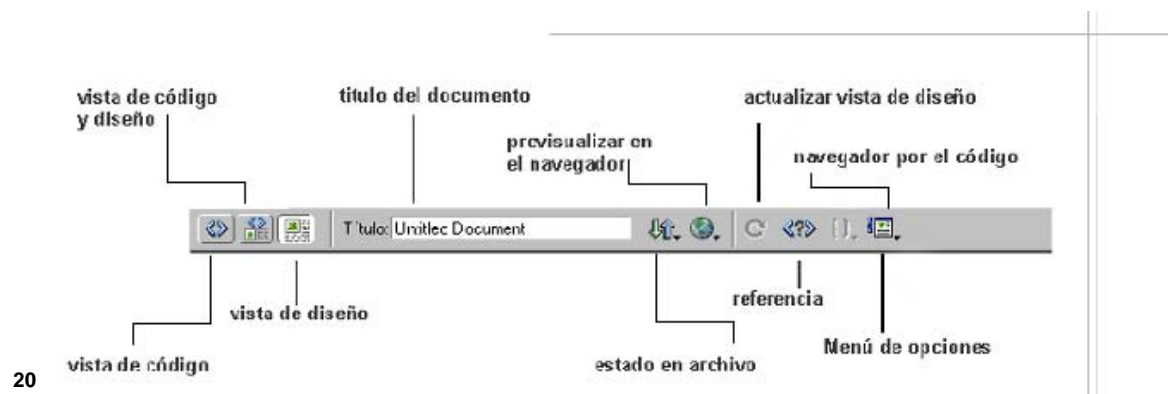 vista de código
y diseño
título del documento
actualizar vista de diseño
previsualizar en
el navegador
navegador por el código
Título: Untitled Document
referencia
vista de diseño
Menú de opciones
vista de código
estado en archivo
20